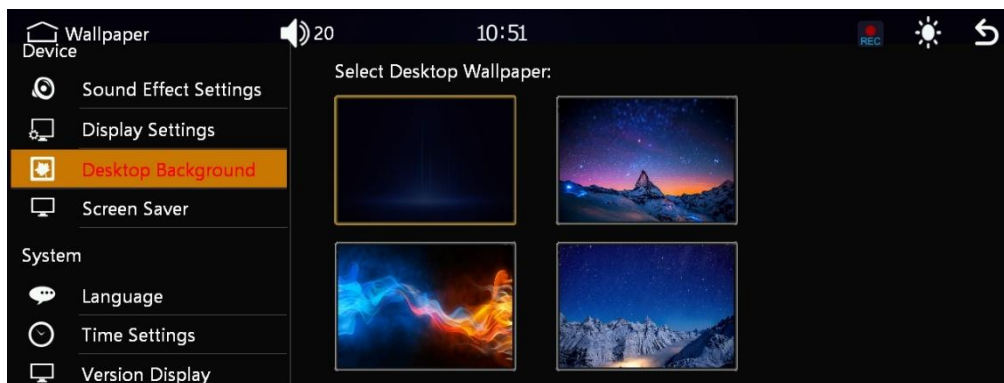 Wallpaper
20
10:51
REC
Device
Sound Effect Settings
Display Settings
Desktop Background
Screen Saver
System
Language
Time Settings
Version Display
Select Desktop Wallpaper: